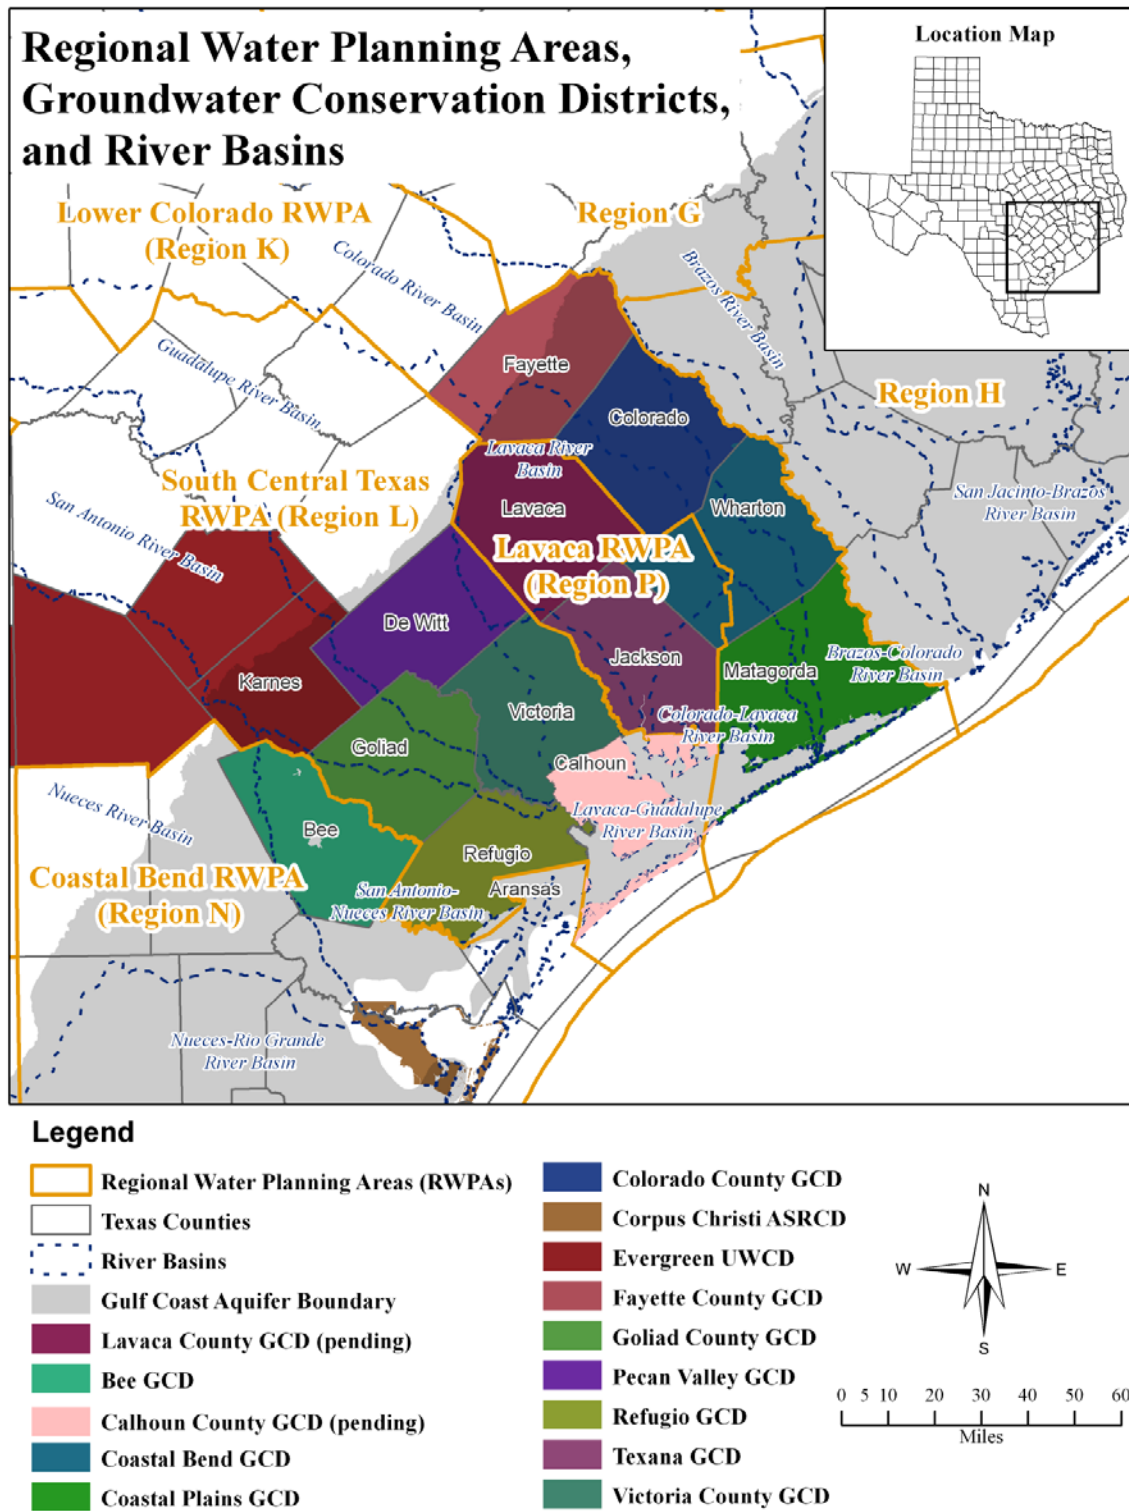 Regional Water Planning Areas,
Groundwater Conservation Districts,
and River Basins
Location Map
Lower Colorado RWPA
(Region K)
Region G
Colorado River Basin
Brazos River Basin
Guadalupe River Basin
Fayette
Region H
Colorado
Lavaca River
Basin
South Central Texas
RWPA (Region L)
San Antonio River Basin
Lavaca
Wharton
San Jacinto-Brazos
River Basin
Lavaca RWPA
(Region P)
De Witt
Karnes
Jackson
Matagorda
Brazos-Colorado
River Basin
Victoria
Colorado-Lavaca
River Basin
Goliad
Calhoun
Nueces River Basin
Lavaca-Guadalupe
River Basin
Bee
Refugio
Coastal Bend RWPA
(Region N)
Aransas
San Antonio-
Nueces River Basin
Nueces-Rio Grande
River Basin
Legend
Regional Water Planning Areas (RWPAs)
Texas Counties
River Basins
Gulf Coast Aquifer Boundary
Lavaca County GCD (pending)
Bee GCD
Calhoun County GCD (pending)
Coastal Bend GCD
Coastal Plains GCD
Colorado County GCD
Corpus Christi ASRCD
Evergreen UWCD
Fayette County GCD
Goliad County GCD
Pecan Valley GCD
Refugio GCD
Texana GCD
Victoria County GCD
N
W E
S
0 5 10 20 30 40 50 60
Miles